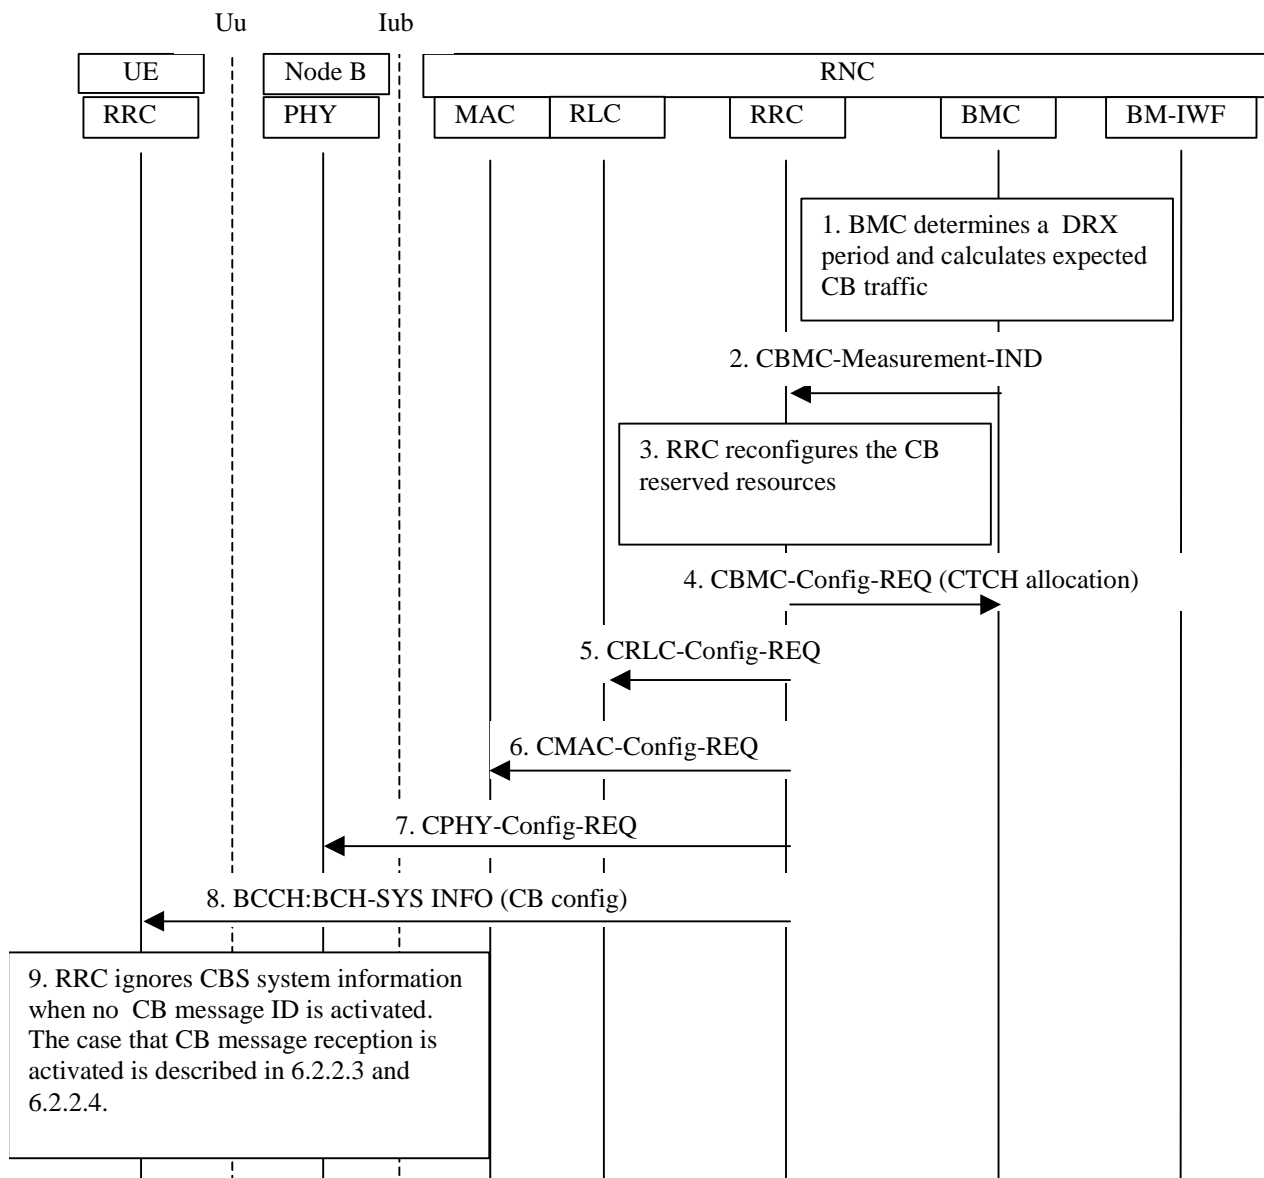 Uu Iub
UE Node B RNC
RRC PHY MAC RLC RRC BMC BM-IWF
1. BMC determines a DRX
period and calculates expected
CB traffic
2. CBMC-Measurement-IND
3. RRC reconfigures the CB
reserved resources
4. CBMC-Config-REQ (CTCH allocation)
5. CRLC-Config-REQ
6. CMAC-Config-REQ
7. CPHY-Config-REQ
8. BCCH:BCH-SYS INFO (CB config)
9. RRC ignores CBS system information
when no CB message ID is activated.
The case that CB message reception is
activated is described in 6.2.2.3 and
6.2.2.4.